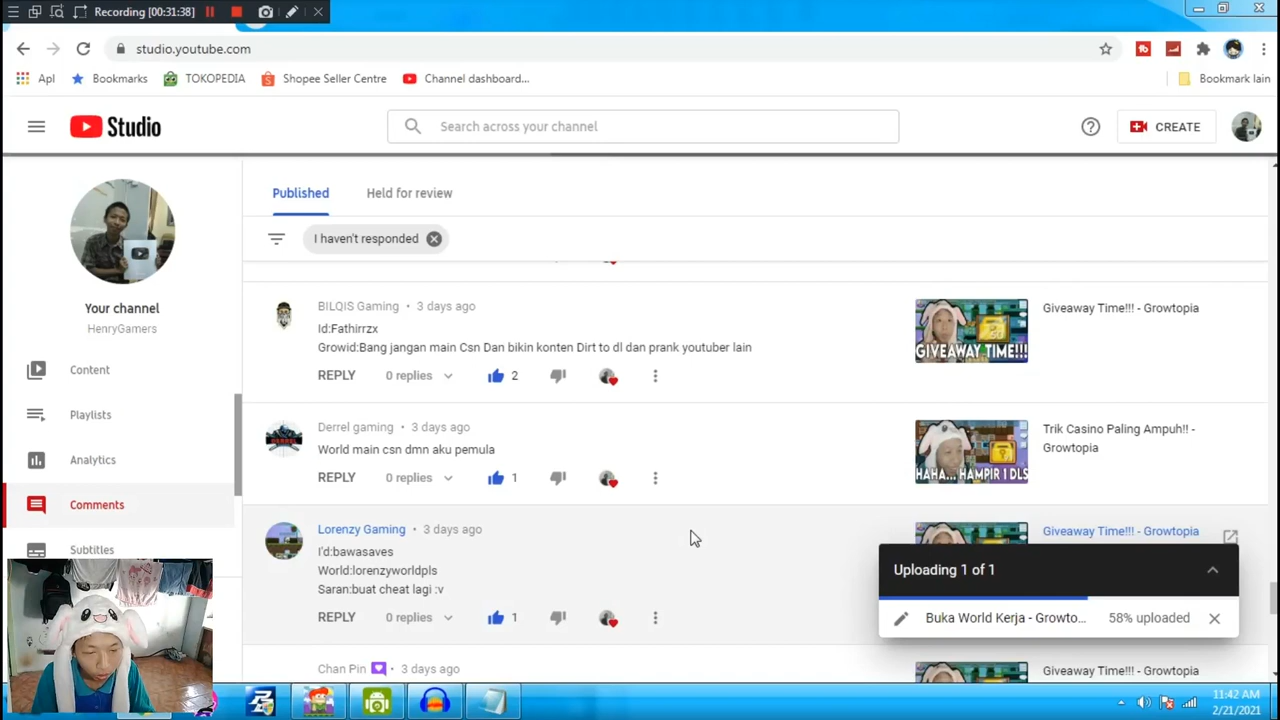 Recording (00:31:38)
studio.youtube.com
Apl
Bookmarks
TOKOPEDIA
Shopee Seller Centre
Channel dashboard...
Bookmark lain
Studio
Search across your channel
CREATE
Published
Held for review
I haven't responded
Your channel
HenryGamers
Content
Playlists
Analytics
Comments
Subtitles
BILQIS Gaming • 3 days ago
Id:Fathirrzx
Growid:Bang jangan main Csn Dan bikin konten Dirt to dl dan prank youtuber lain
REPLY 0 replies 2
GIVEAWAY TIME!!!
Giveaway Time!!! - Growtopia
Derrel gaming • 3 days ago
World main csn dmn aku pemula
REPLY 0 replies 1
HAHA... HAMPIR 1 DLS
Trik Casino Paling Ampuh!! -
Growtopia
Lorenzy Gaming • 3 days ago
I'd:bawasaves
World:lorenzyworldpls
Saran:buat cheat lagi :v
REPLY 0 replies 1
Giveaway Time!!! - Growtopia
Uploading 1 of 1
Buka World Kerja - Growto... 58% uploaded
Chan Pin • 3 days ago
Giveaway Time!!! - Growtopia
11:42 AM
2/21/2021